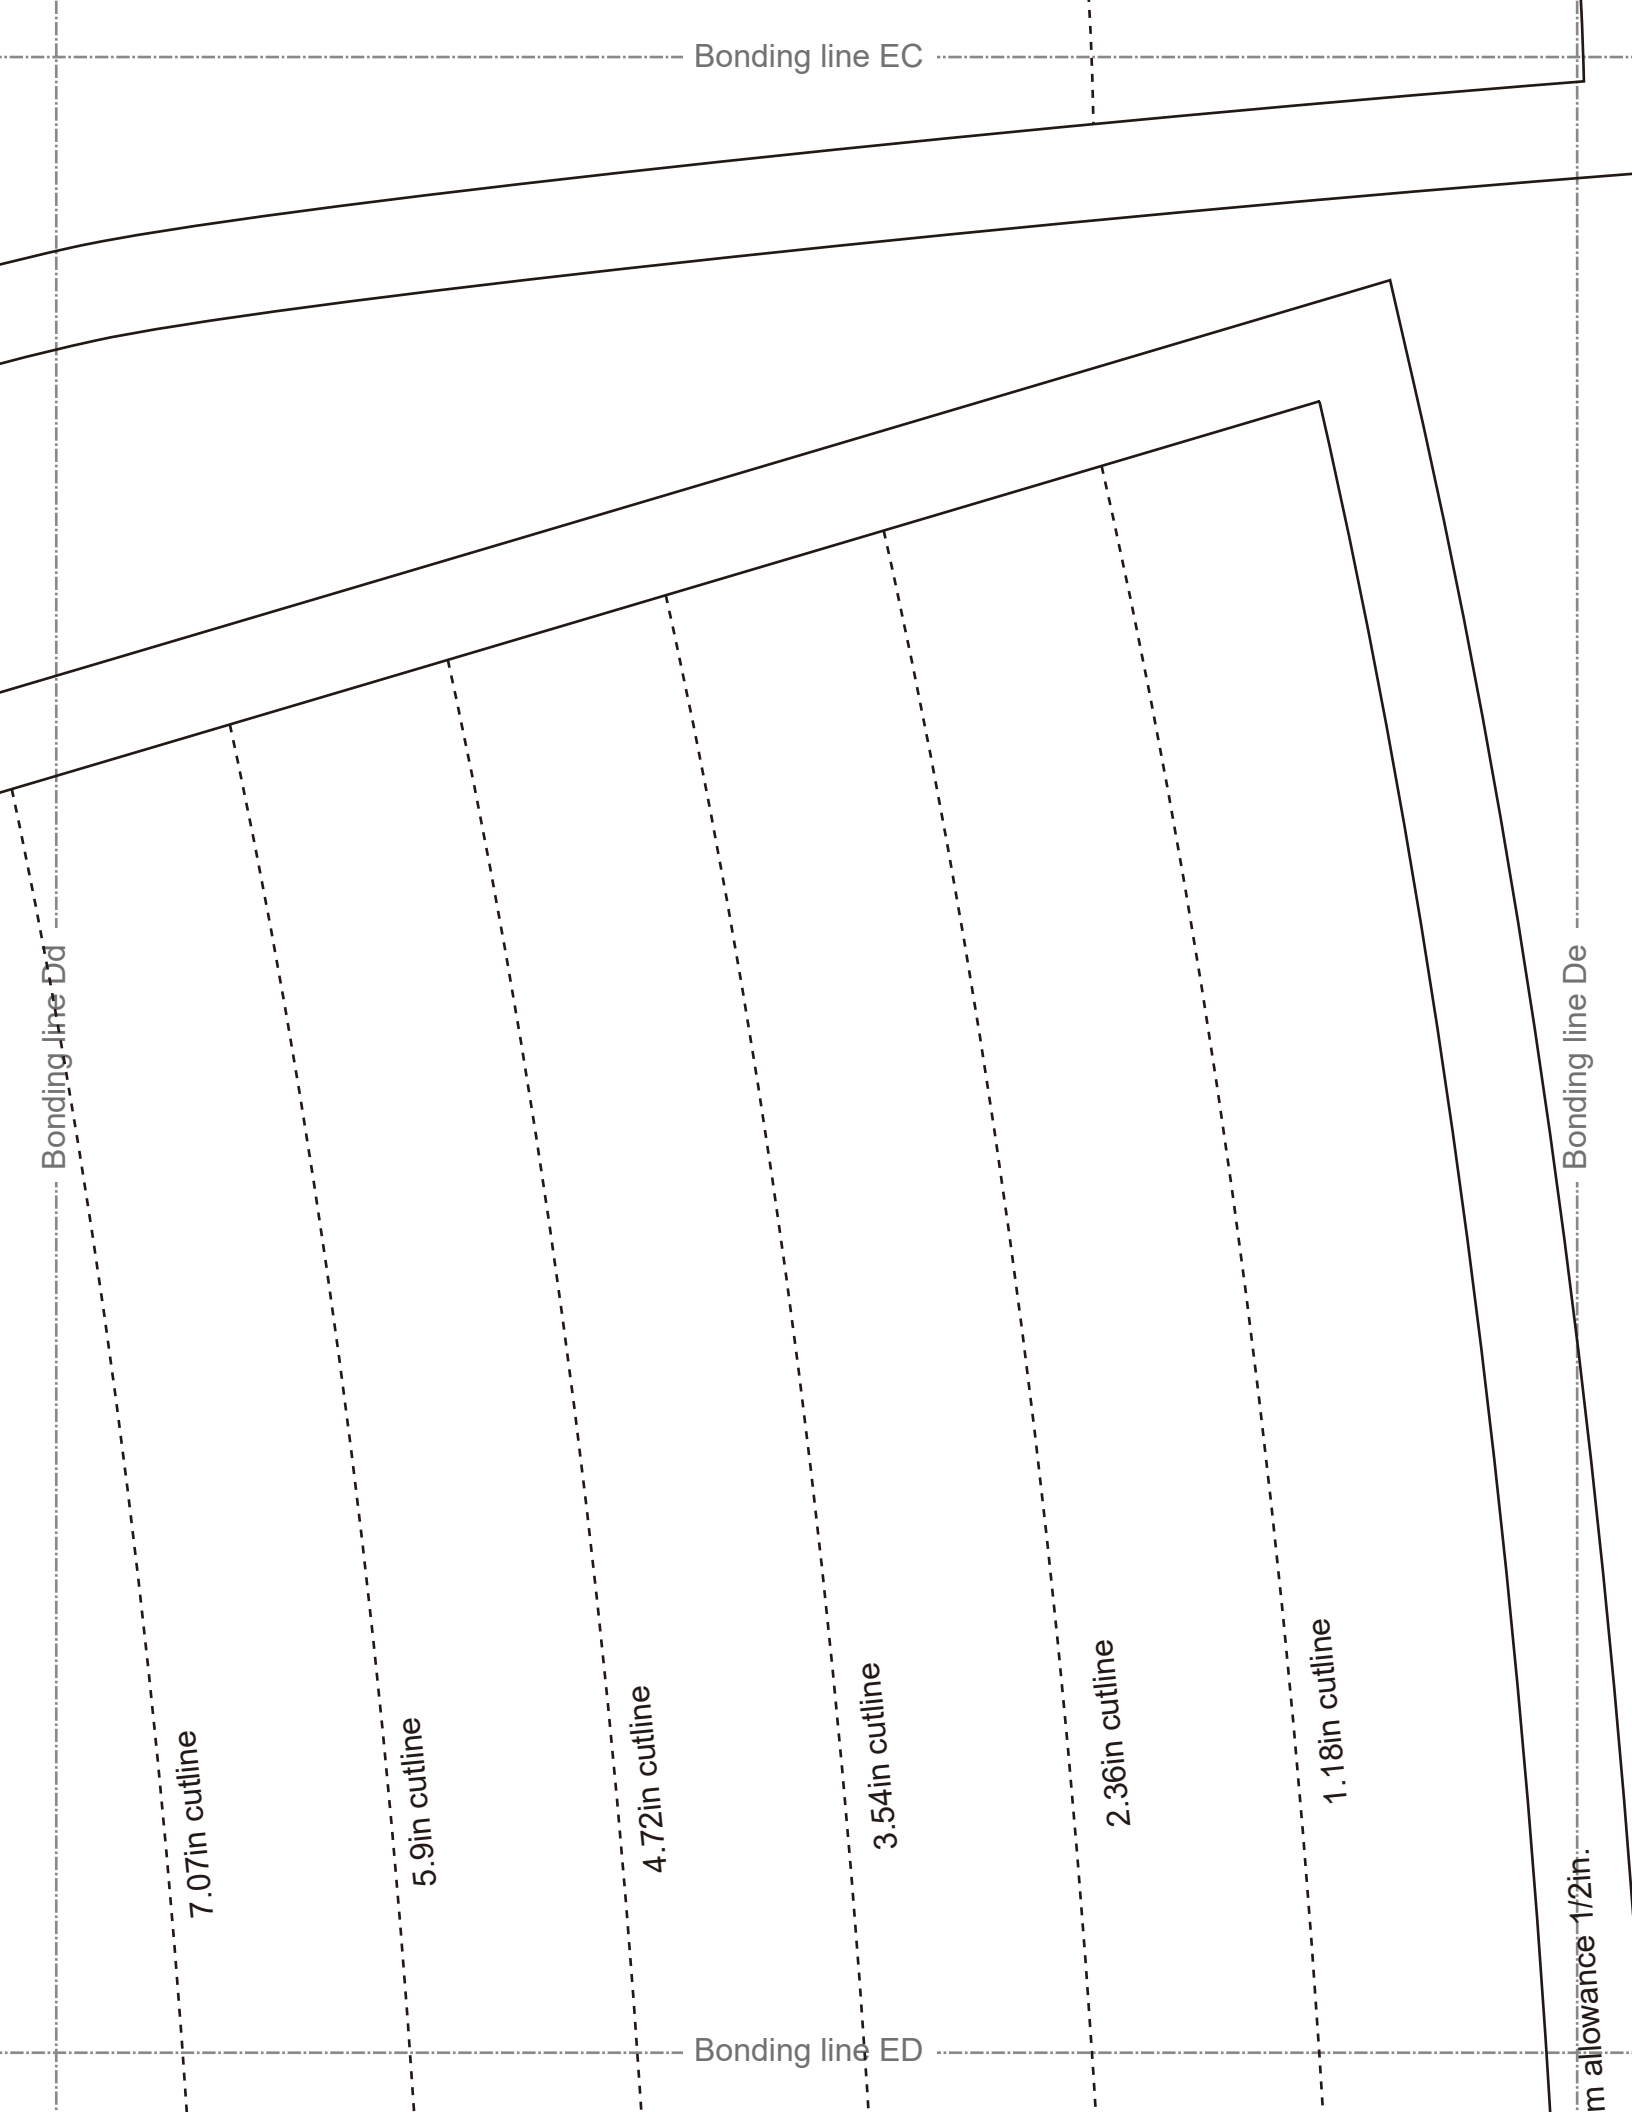 Bonding line EC
Bonding line Dd
Bonding line De
7.07in cutline
5.9in cutline
4.72in cutline
3.54in cutline
2.36in cutline
1.18in cutline
m allowance 1/2in.
Bonding line ED